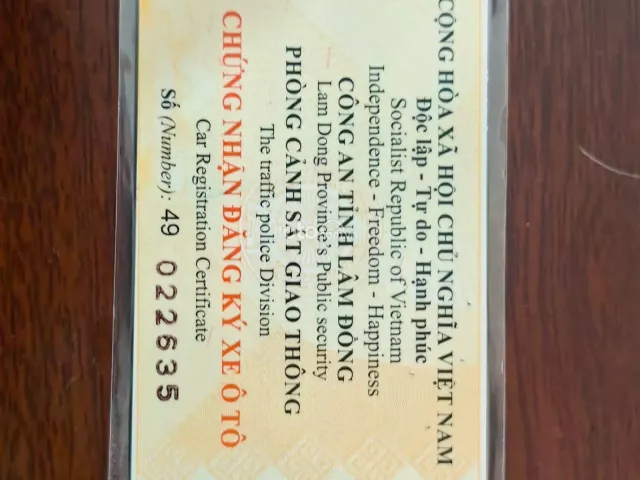 CỘNG HÒA XÃ HỘI CHỦ NGHĨA VIỆT NAM
Độc lập - Tự do - Hạnh phúc
Socialist Republic of Vietnam
Independence - Freedom - Happiness
CÔNG AN TỈNH LÂM ĐỒNG
Lam Dong Province's Public security
PHÒNG CẢNH SÁT GIAO THÔNG
The traffic police Division
CHỨNG NHẬN ĐĂNG KÝ XE Ô TÔ
Car Registration Certificate
Số (Number): 49 022635